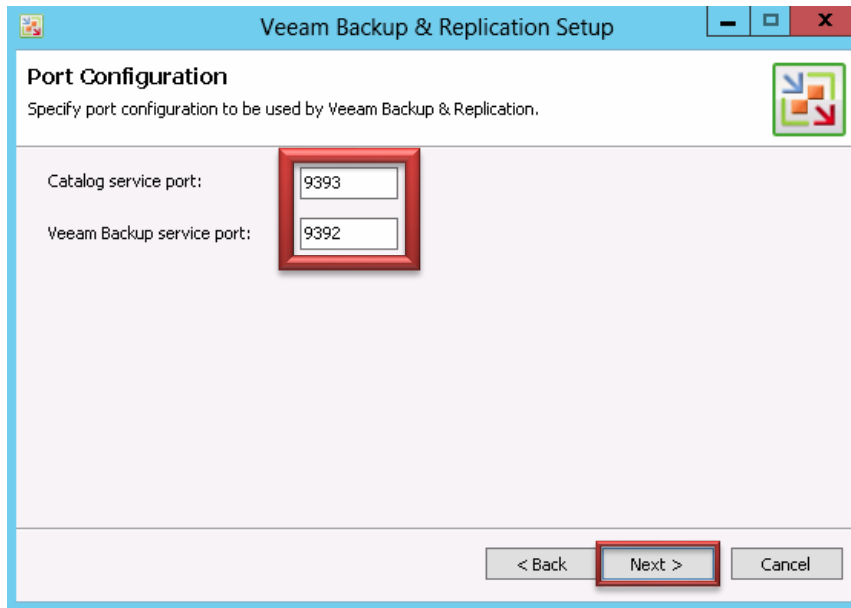 Veeam Backup & Replication Setup
Port Configuration
Specify port configuration to be used by Veeam Backup & Replication.
Catalog service port: 9393
Veeam Backup service port: 9392
< Back Next > Cancel